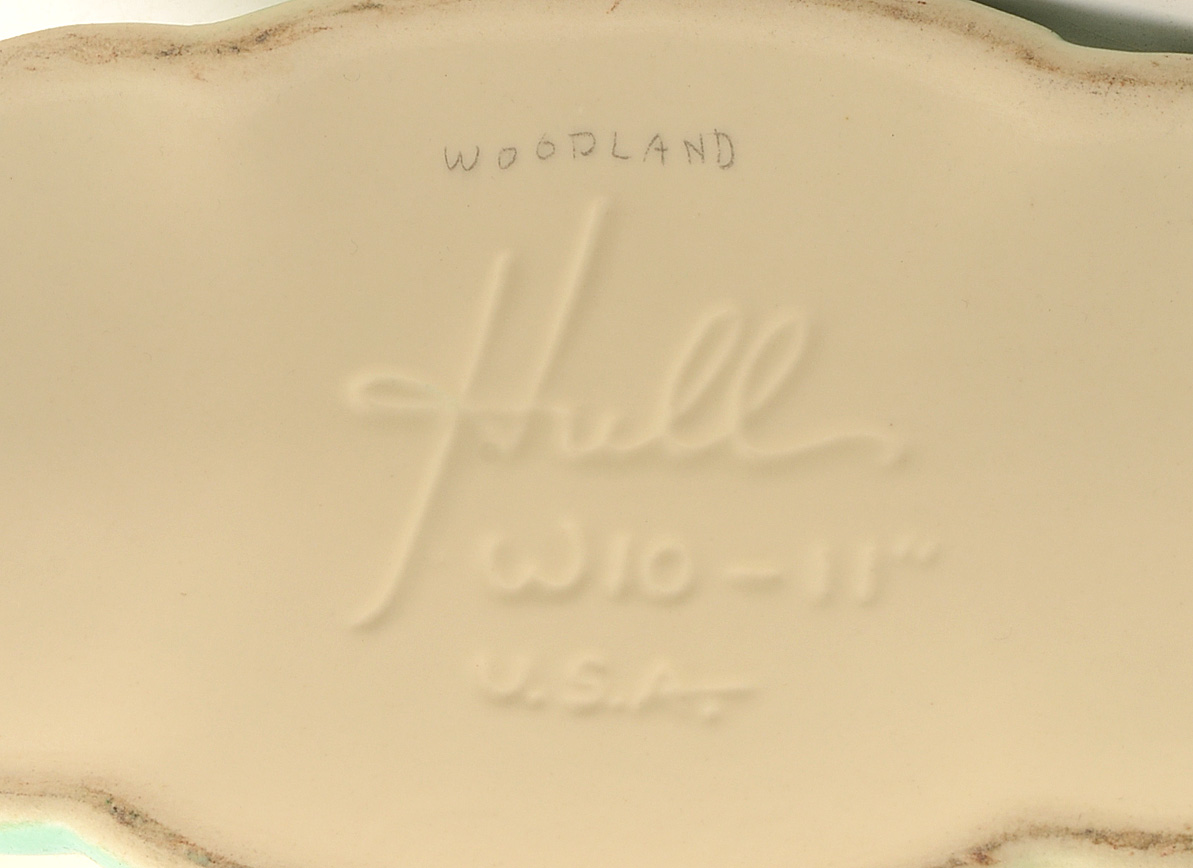 WOODLAND
Hull
W10-11"
U.S.A.